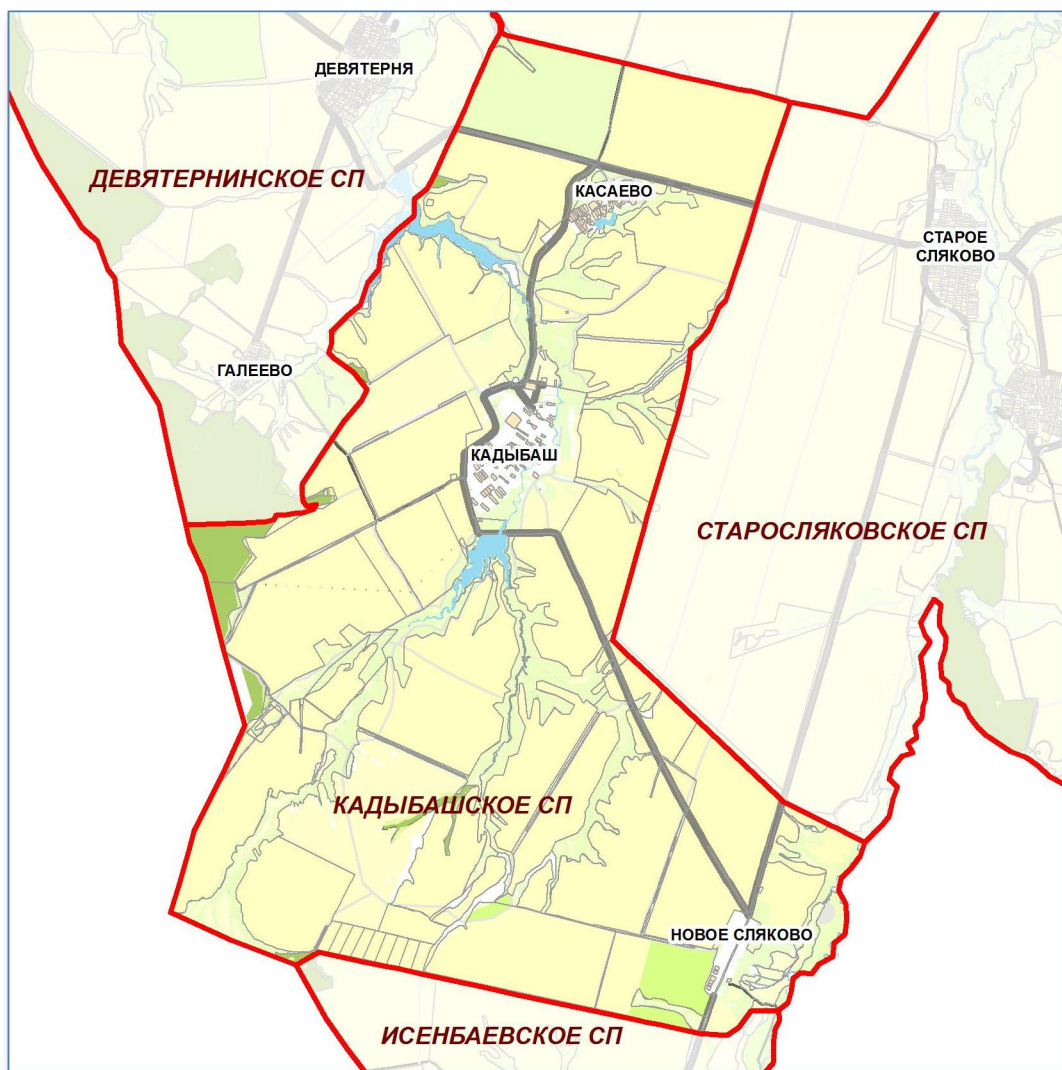 ДЕВЯТЕРНЯ
ДЕВЯТЕРНИНСКОЕ СП
КАСАЕВО
СТАРОЕ
СЛЯКОВО
ГАЛЕЕВО
КАДЫБАШ
СТАРОСЛЯКОВСКОЕ СП
КАДЫБАШСКОЕ СП
НОВОЕ СЛЯКОВО
ИСЕНБАЕВСКОЕ СП